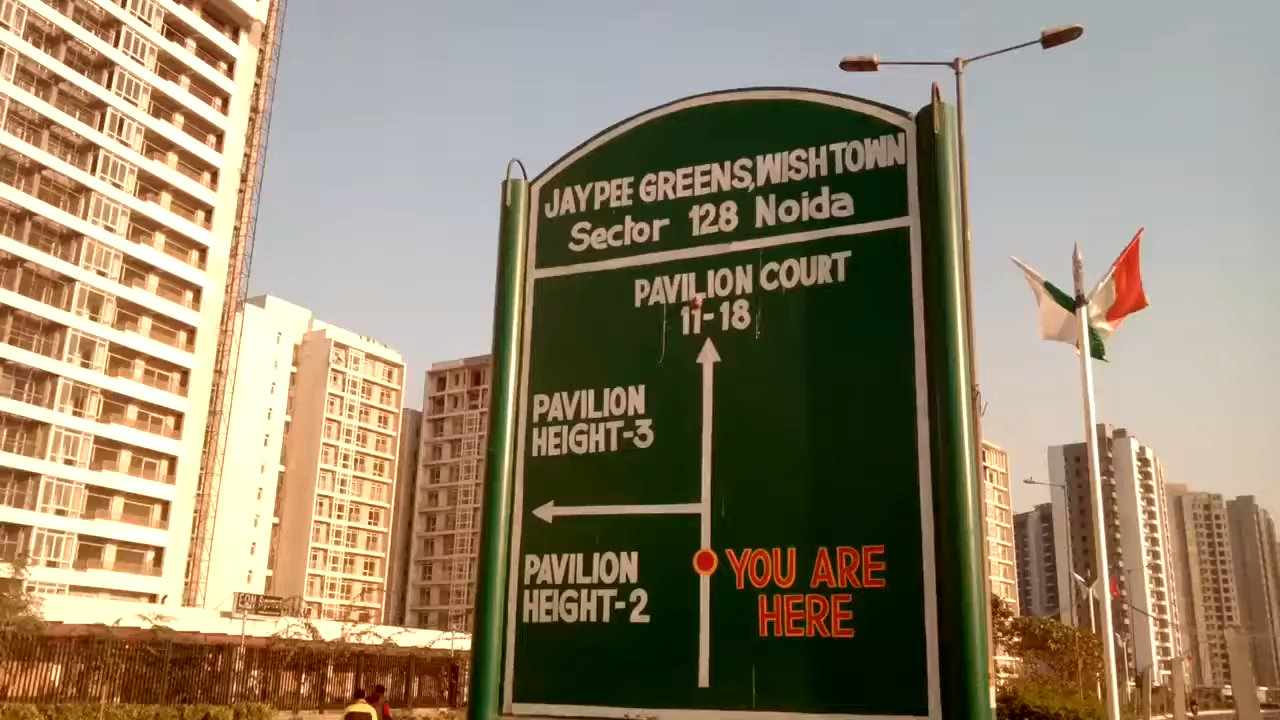 JAYPEE GREENS, WISH TOWN
Sector 128 Noida
PAVILION COURT
11-18
PAVILION
HEIGHT-3
PAVILION
HEIGHT-2
YOU ARE
HERE